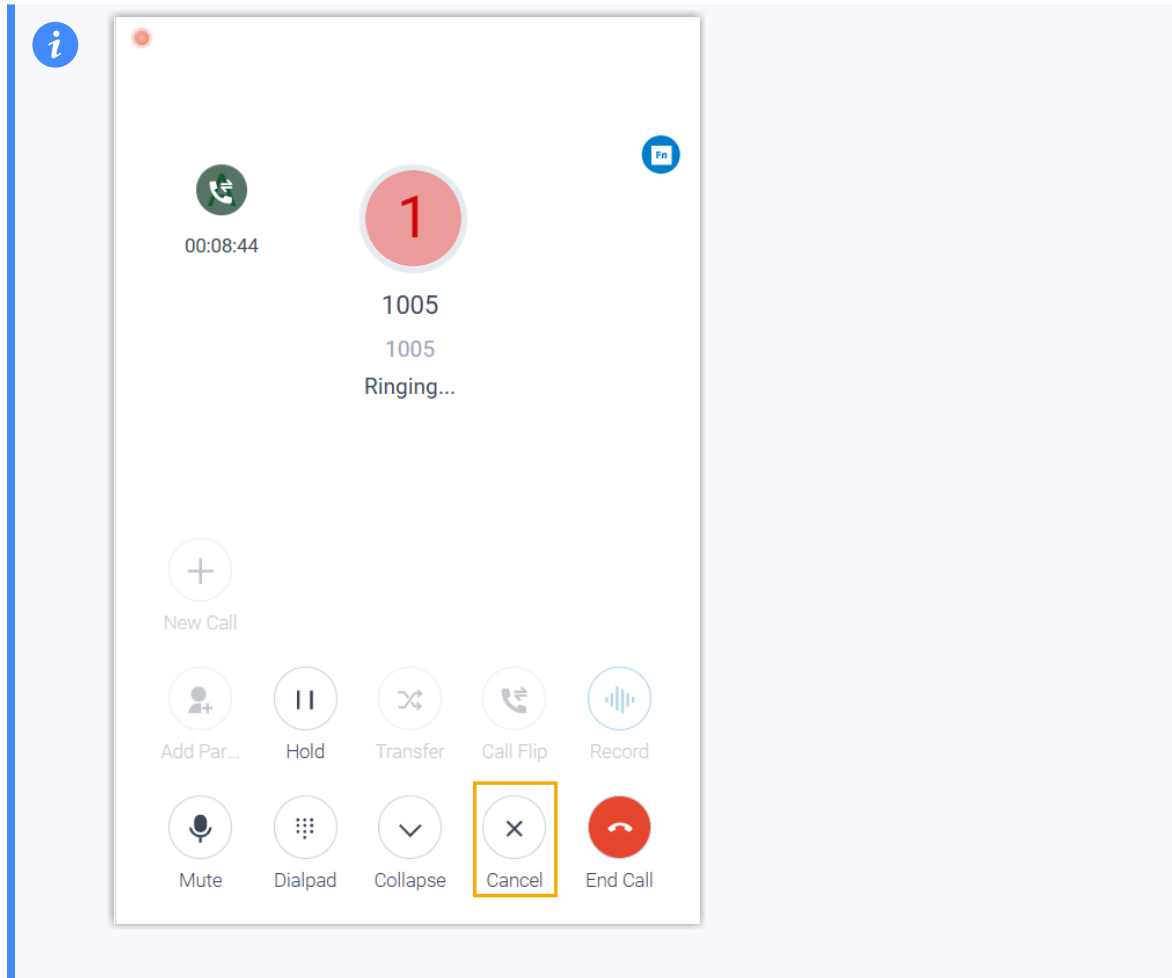 i
Fn
A
00:08:44
1
1005
1005
Ringing...
New Call
Add Par...
Hold
Transfer
Call Flip
Record
Mute
Dialpad
Collapse
Cancel
End Call